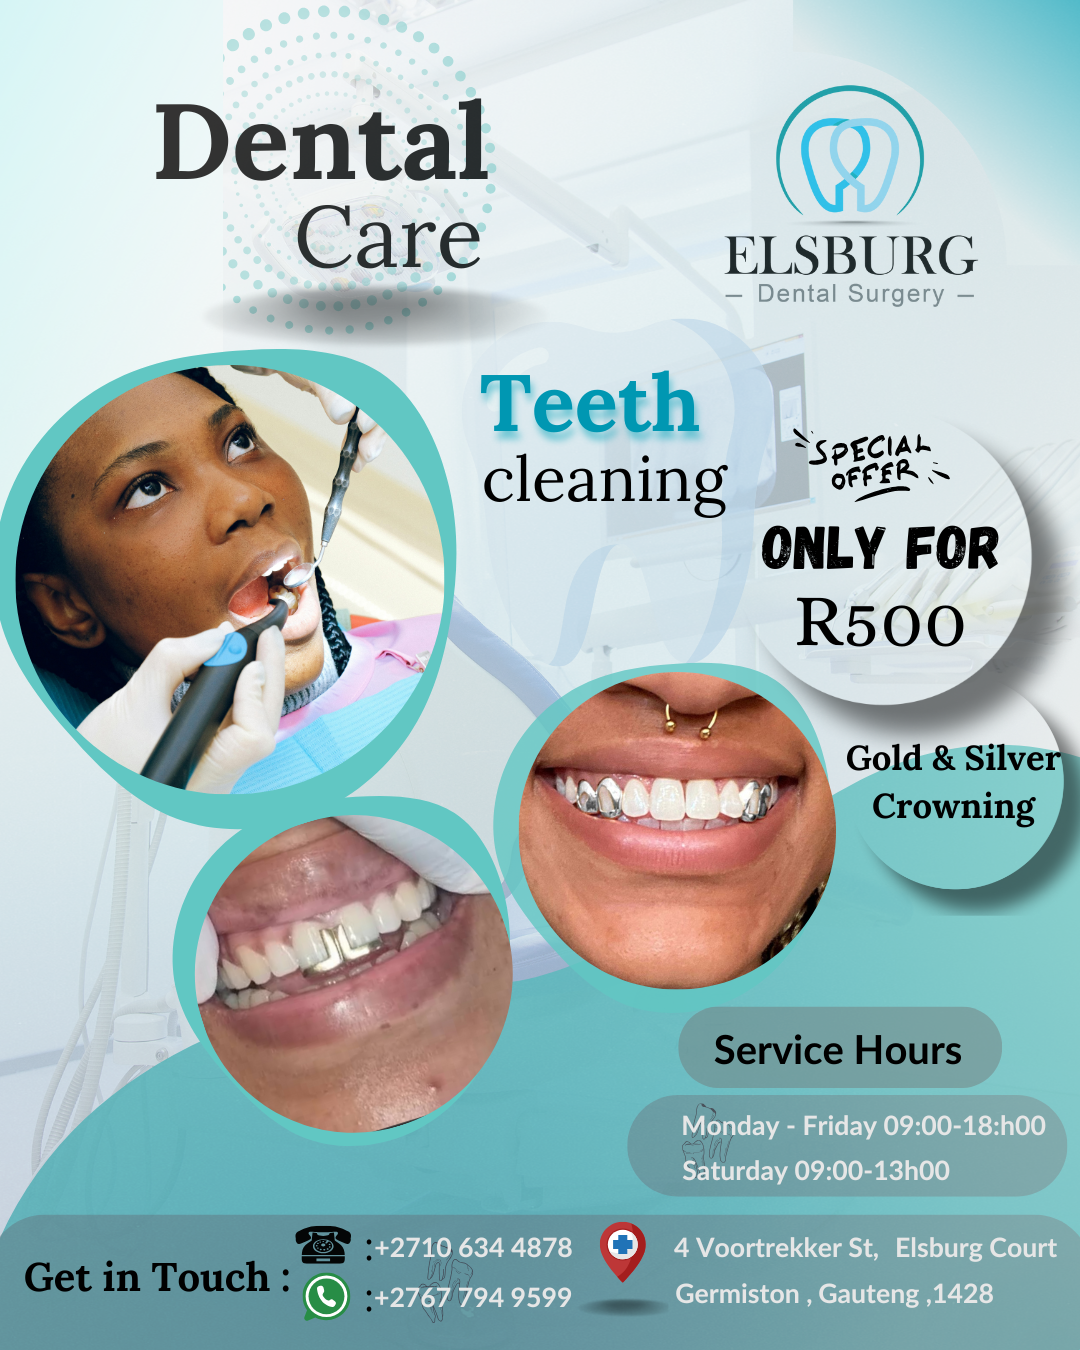 Dental
Care
ELSBURG
– Dental Surgery –
Teeth
cleaning
SPECIAL
OFFER
ONLY FOR
R500
Gold & Silver
Crowning
Service Hours
Monday - Friday 09:00-18:h00
Saturday 09:00-13h00
Get in Touch :
:+2710 634 4878
:+2767 794 9599
4 Voortrekker St, Elsburg Court
Germiston , Gauteng ,1428